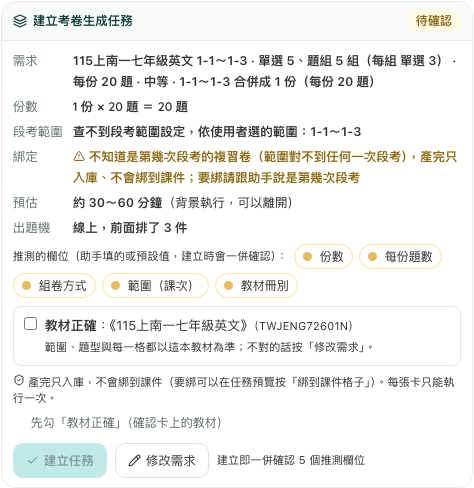 建立考卷生成任務
待確認
需求
115上南一七年級英文 1-1～1-3 · 單選 5、題組 5 組（每組 單選 3） ·
每份 20 題 · 中等 · 1-1～1-3 合併成 1 份（每份 20 題）
份數
1 份 × 20 題 ＝ 20 題
段考範圍
查不到段考範圍設定，依使用者選的範圍：1-1～1-3
綁定
不知道是第幾次段考的複習卷（範圍對不到任何一次段考），產完只
入庫、不會綁到課件；要綁請跟助手說是第幾次段考
預估
約 30～60 分鐘（背景執行，可以離開）
出題機
線上，前面排了 3 件
推測的欄位（助手填的或預設值，建立時會一併確認）：
份數
每份題數
組卷方式
範圍（課次）
教材冊別
教材正確：《115上南一七年級英文》（TWJENG72601N）
範圍、題型與每一格都以這本教材為準；不對的話按「修改需求」。
產完只入庫，不會綁到課件（要綁可以在任務預覽按「綁到課件格子」）。每張卡只能執
行一次。
先勾「教材正確」（確認卡上的教材）
建立任務
修改需求
建立即一併確認 5 個推測欄位